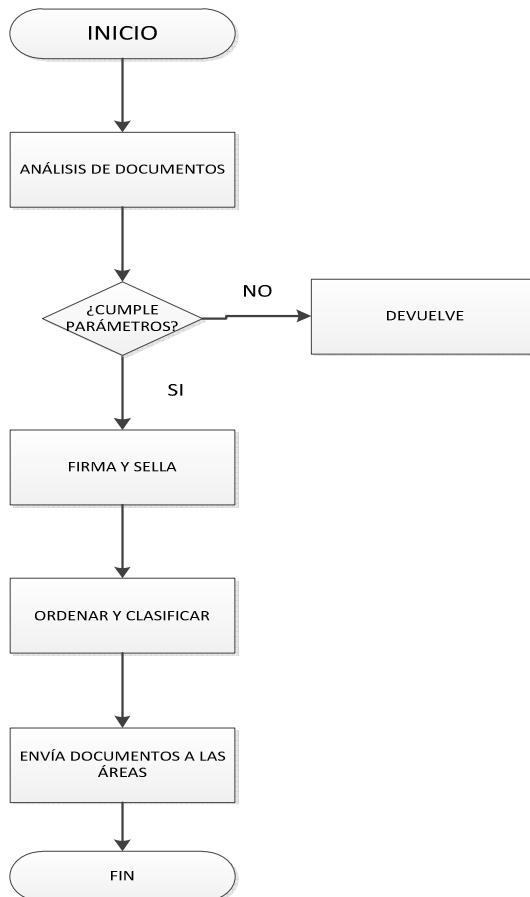 INICIO
ANÁLISIS DE DOCUMENTOS
¿CUMPLE
PARÁMETROS?
NO
DEVUELVE
SI
FIRMA Y SELLA
ORDENAR Y CLASIFICAR
ENVÍA DOCUMENTOS A LAS
ÁREAS
FIN